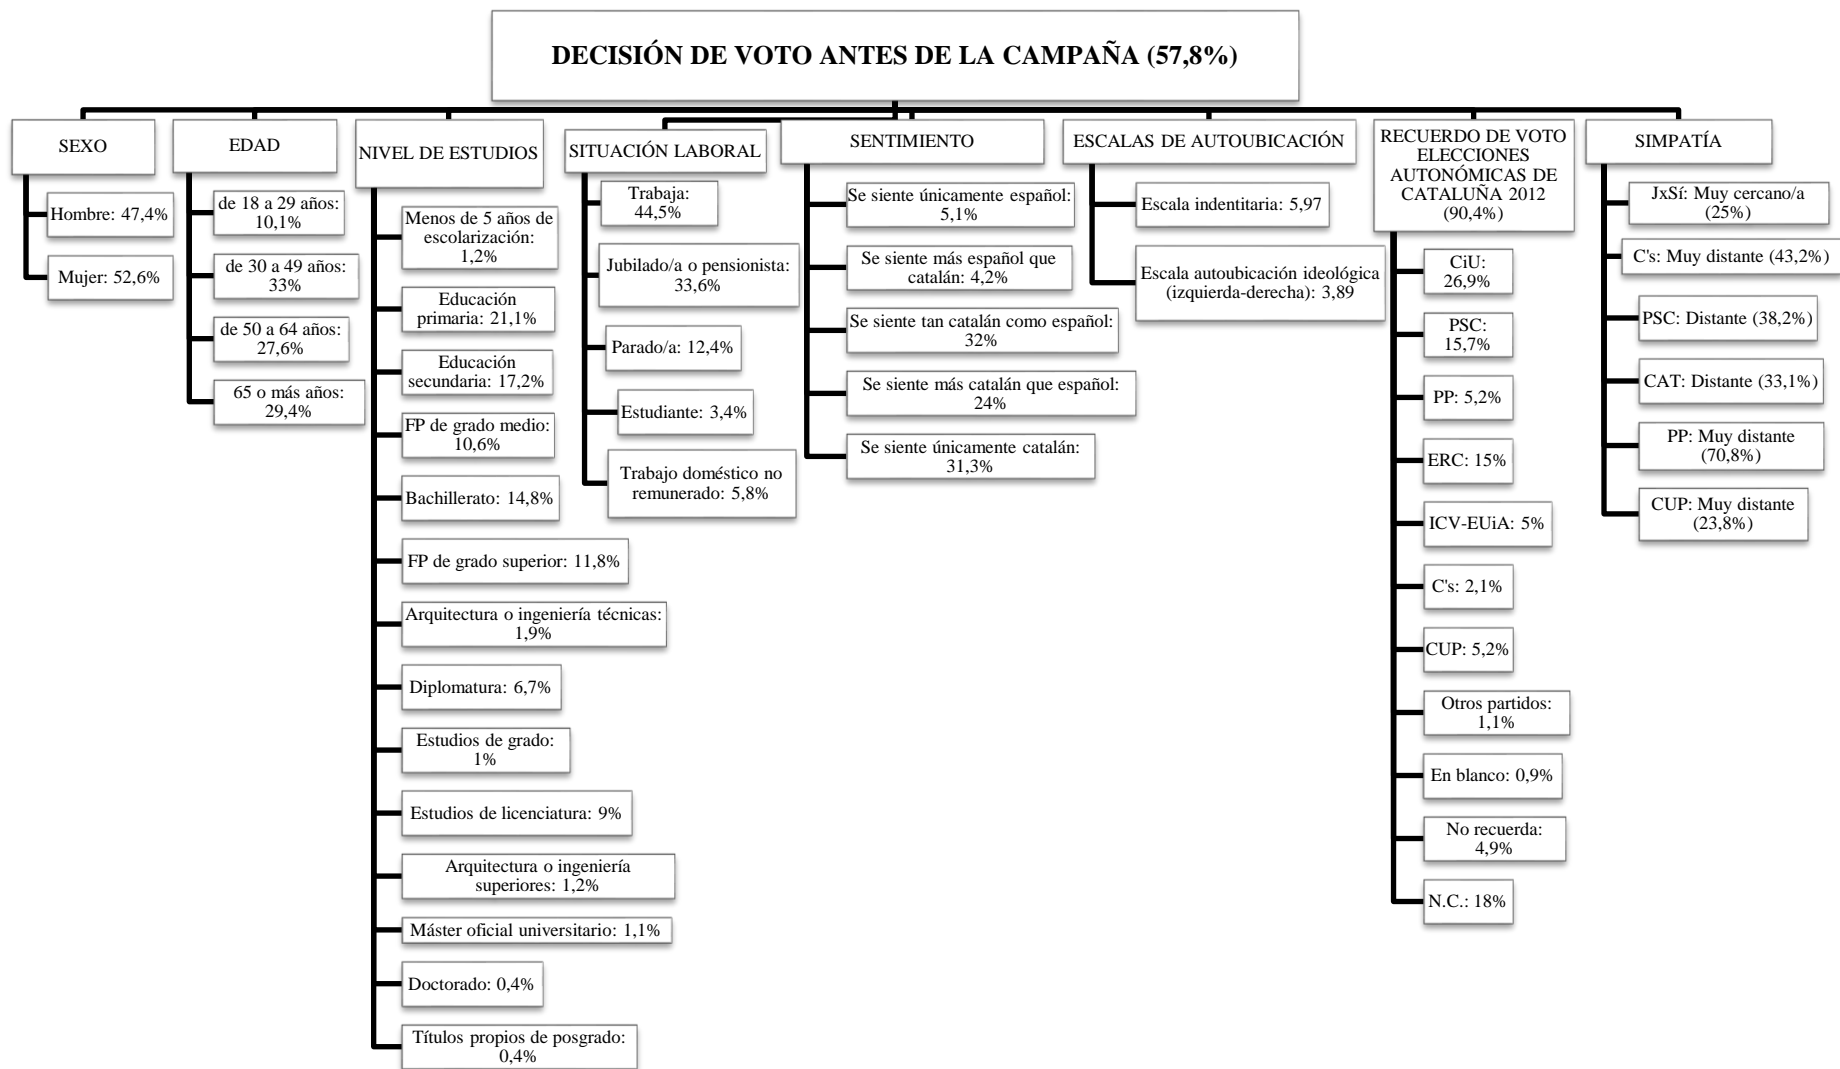 DECISIÓN DE VOTO ANTES DE LA CAMPAÑA (57,8%)
SEXO
Hombre: 47,4%
Mujer: 52,6%
EDAD
de 18 a 29 años:
10,1%
de 30 a 49 años:
33%
de 50 a 64 años:
27,6%
65 o más años:
29,4%
NIVEL DE ESTUDIOS
Menos de 5 años de
escolarización:
1,2%
Educación
primaria: 21,1%
Educación
secundaria: 17,2%
FP de grado medio:
10,6%
Bachillerato: 14,8%
FP de grado superior: 11,8%
Arquitectura o ingeniería técnicas:
1,9%
Diplomatura: 6,7%
Estudios de grado:
1%
Estudios de licenciatura: 9%
Arquitectura o ingeniería
superiores: 1,2%
Máster oficial universitario: 1,1%
Doctorado: 0,4%
Títulos propios de posgrado:
0,4%
SITUACIÓN LABORAL
Trabaja:
44,5%
Jubilado/a o pensionista:
33,6%
Parado/a: 12,4%
Estudiante: 3,4%
Trabajo doméstico no
remunerado: 5,8%
SENTIMIENTO
Se siente únicamente español:
5,1%
Se siente más español que
catalán: 4,2%
Se siente tan catalán como español:
32%
Se siente más catalán que español:
24%
Se siente únicamente catalán:
31,3%
ESCALAS DE AUTOUBICACIÓN
Escala indentitaria: 5,97
Escala autoubicación ideológica
(izquierda-derecha): 3,89
RECUERDO DE VOTO
ELECCIONES
AUTONÓMICAS DE
CATALUÑA 2012
(90,4%)
CiU:
26,9%
PSC:
15,7%
PP: 5,2%
ERC: 15%
ICV-EUiA: 5%
C's: 2,1%
CUP: 5,2%
Otros partidos:
1,1%
En blanco: 0,9%
No recuerda:
4,9%
N.C.: 18%
SIMPATÍA
JxSí: Muy cercano/a
(25%)
C's: Muy distante (43,2%)
PSC: Distante (38,2%)
CAT: Distante (33,1%)
PP: Muy distante
(70,8%)
CUP: Muy distante
(23,8%)